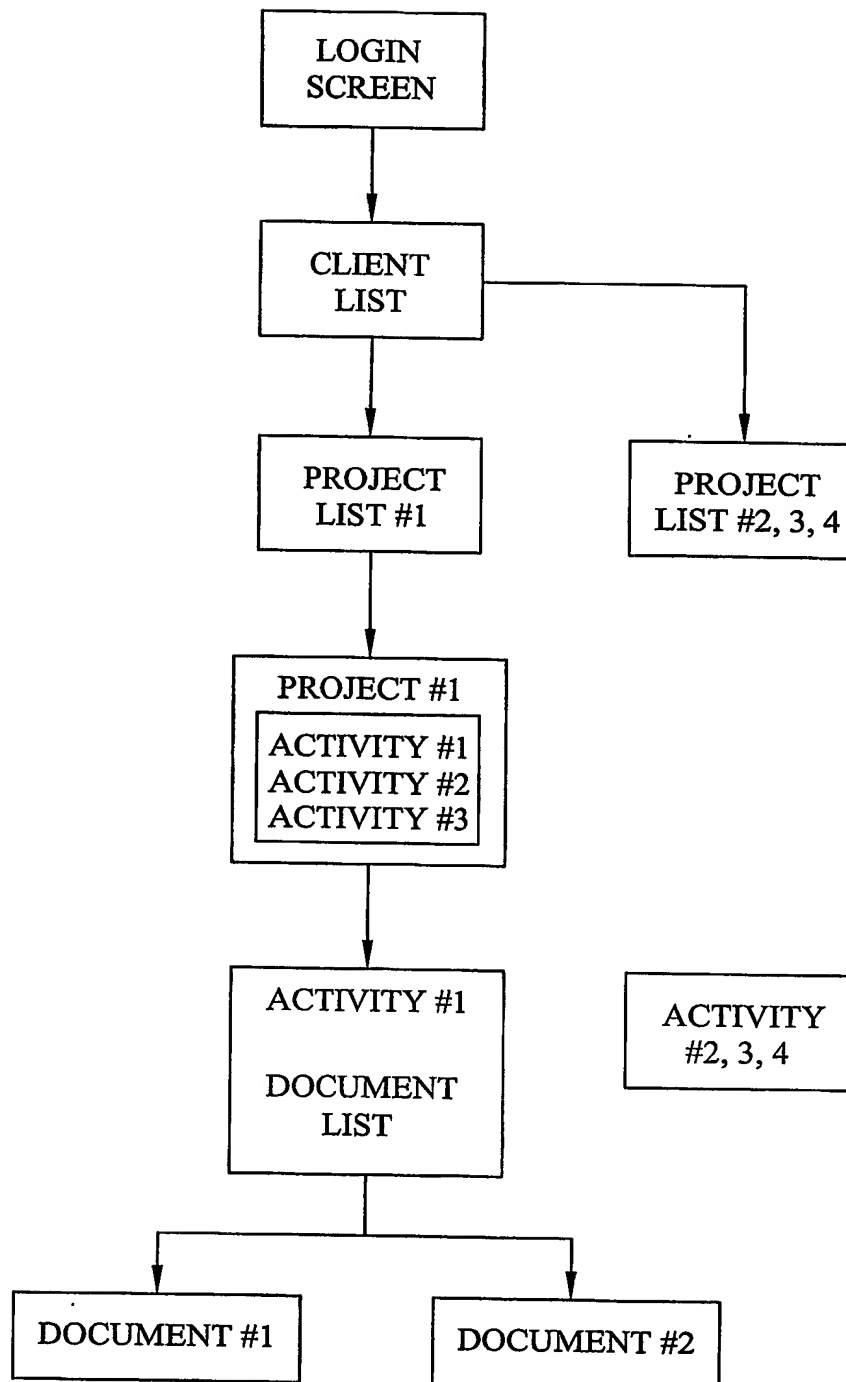 LOGIN
SCREEN
CLIENT
LIST
PROJECT
LIST #1
PROJECT
LIST #2, 3, 4
PROJECT #1
ACTIVITY #1
ACTIVITY #2
ACTIVITY #3
ACTIVITY #1
DOCUMENT
LIST
ACTIVITY
#2, 3, 4
DOCUMENT #1
DOCUMENT #2